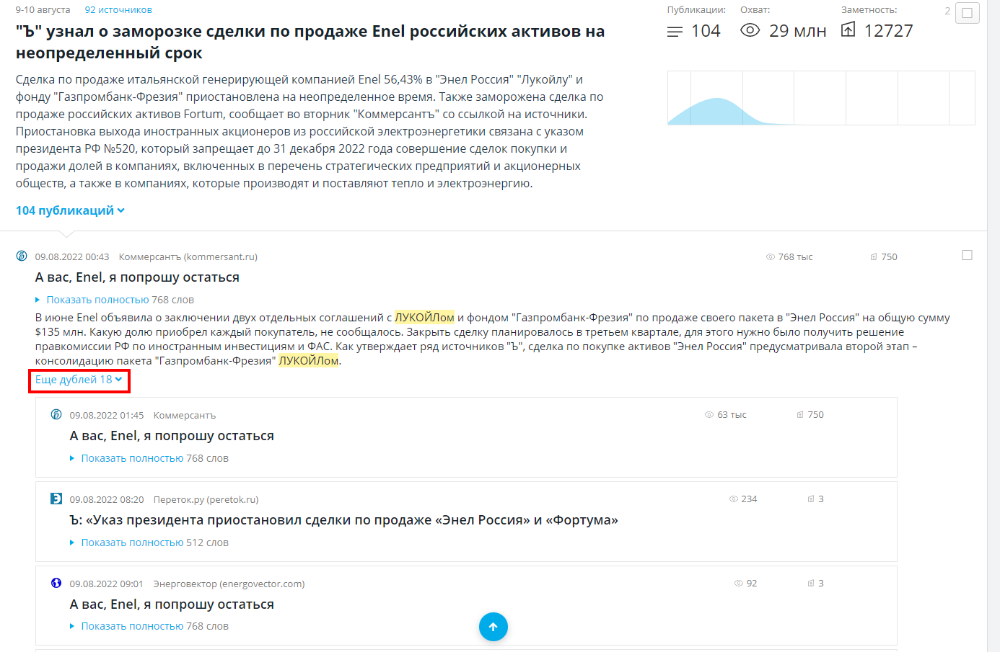 9-10 августа 92 источников
"Ъ" узнал о заморозке сделки по продаже Enel российских активов на
неопределенный срок
Сделка по продаже итальянской генерирующей компанией Enel 56,43% в "Энел Россия" "Лукойлу" и
фонду "Газпромбанк-Фрезия" приостановлена на неопределенное время. Также заморожена сделка по
продаже российских активов Fortum, сообщает во вторник "Коммерсантъ" со ссылкой на источники.
Приостановка выхода иностранных акционеров из российской электроэнергетики связана с указом
президента РФ №520, который запрещает до 31 декабря 2022 года совершение сделок покупки и
продажи долей в компаниях, включенных в перечень стратегических предприятий и акционерных
обществ, а также в компаниях, которые производят и поставляют тепло и электроэнергию.
104 публикаций
Публикации: Охват: Заметность: 2
104 29 млн 12727
09.08.2022 00:43 Коммерсантъ (kommersant.ru) 768 тыс 750
А вас, Enel, я попрошу остаться
Показать полностью 768 слов
В июне Enel объявила о заключении двух отдельных соглашений с ЛУКОЙЛом и фондом "Газпромбанк-Фрезия" по продаже своего пакета в "Энел Россия" на общую сумму
$135 млн. Какую долю приобрел каждый покупатель, не сообщалось. Закрыть сделку планировалось в третьем квартале, для этого нужно было получить решение
правкомиссии РФ по иностранным инвестициям и ФАС. Как утверждает ряд источников "Ъ", сделка по покупке активов "Энел Россия" предусматривала второй этап –
консолидацию пакета "Газпромбанк-Фрезия" ЛУКОЙЛом.
Еще дублей 18
09.08.2022 01:45 Коммерсантъ 63 тыс 750
А вас, Enel, я попрошу остаться
Показать полностью 768 слов
09.08.2022 08:20 Переток.ру (peretok.ru) 234 3
Ъ: «Указ президента приостановил сделки по продаже «Энел Россия» и «Фортума»
Показать полностью 512 слов
09.08.2022 09:01 Энерговектор (energovector.com) 92 3
А вас, Enel, я попрошу остаться
Показать полностью 768 слов